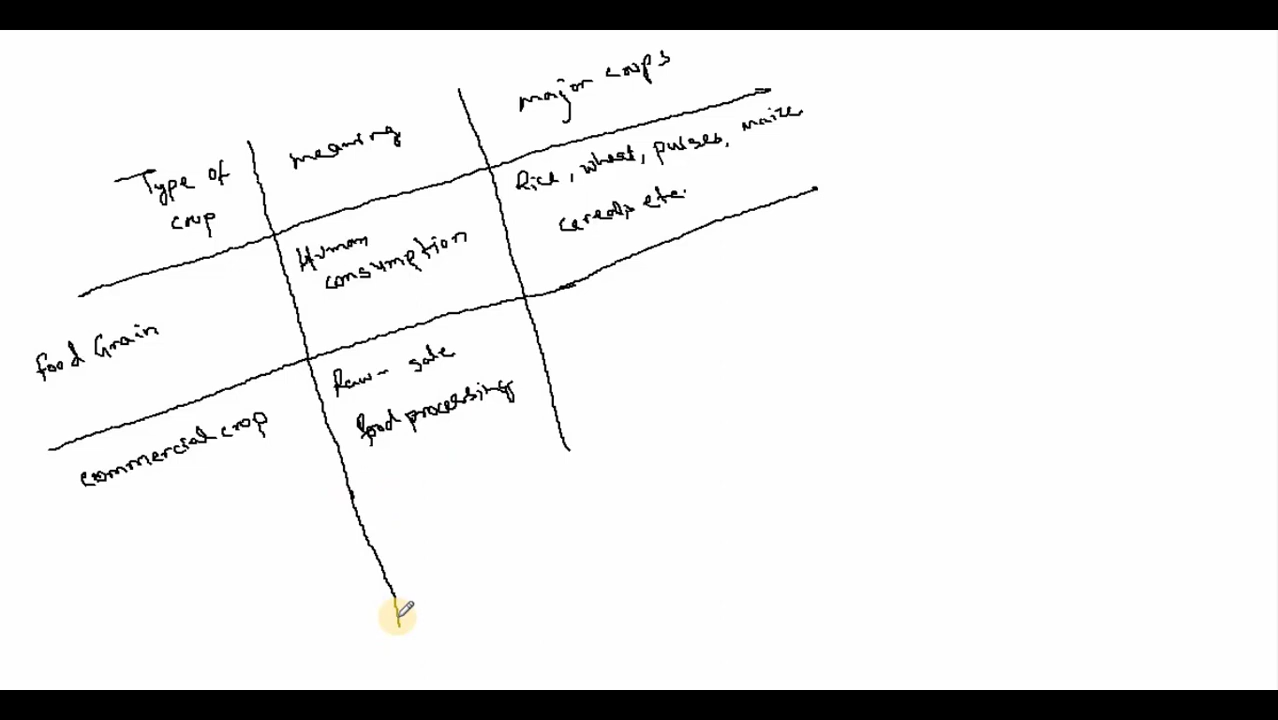 Type of
crop
meaning
major crops
Food Grain
Human
consumption
Rice, wheat, pulses, maize
cereals etc.
commercial crop
Raw - sale
food processing